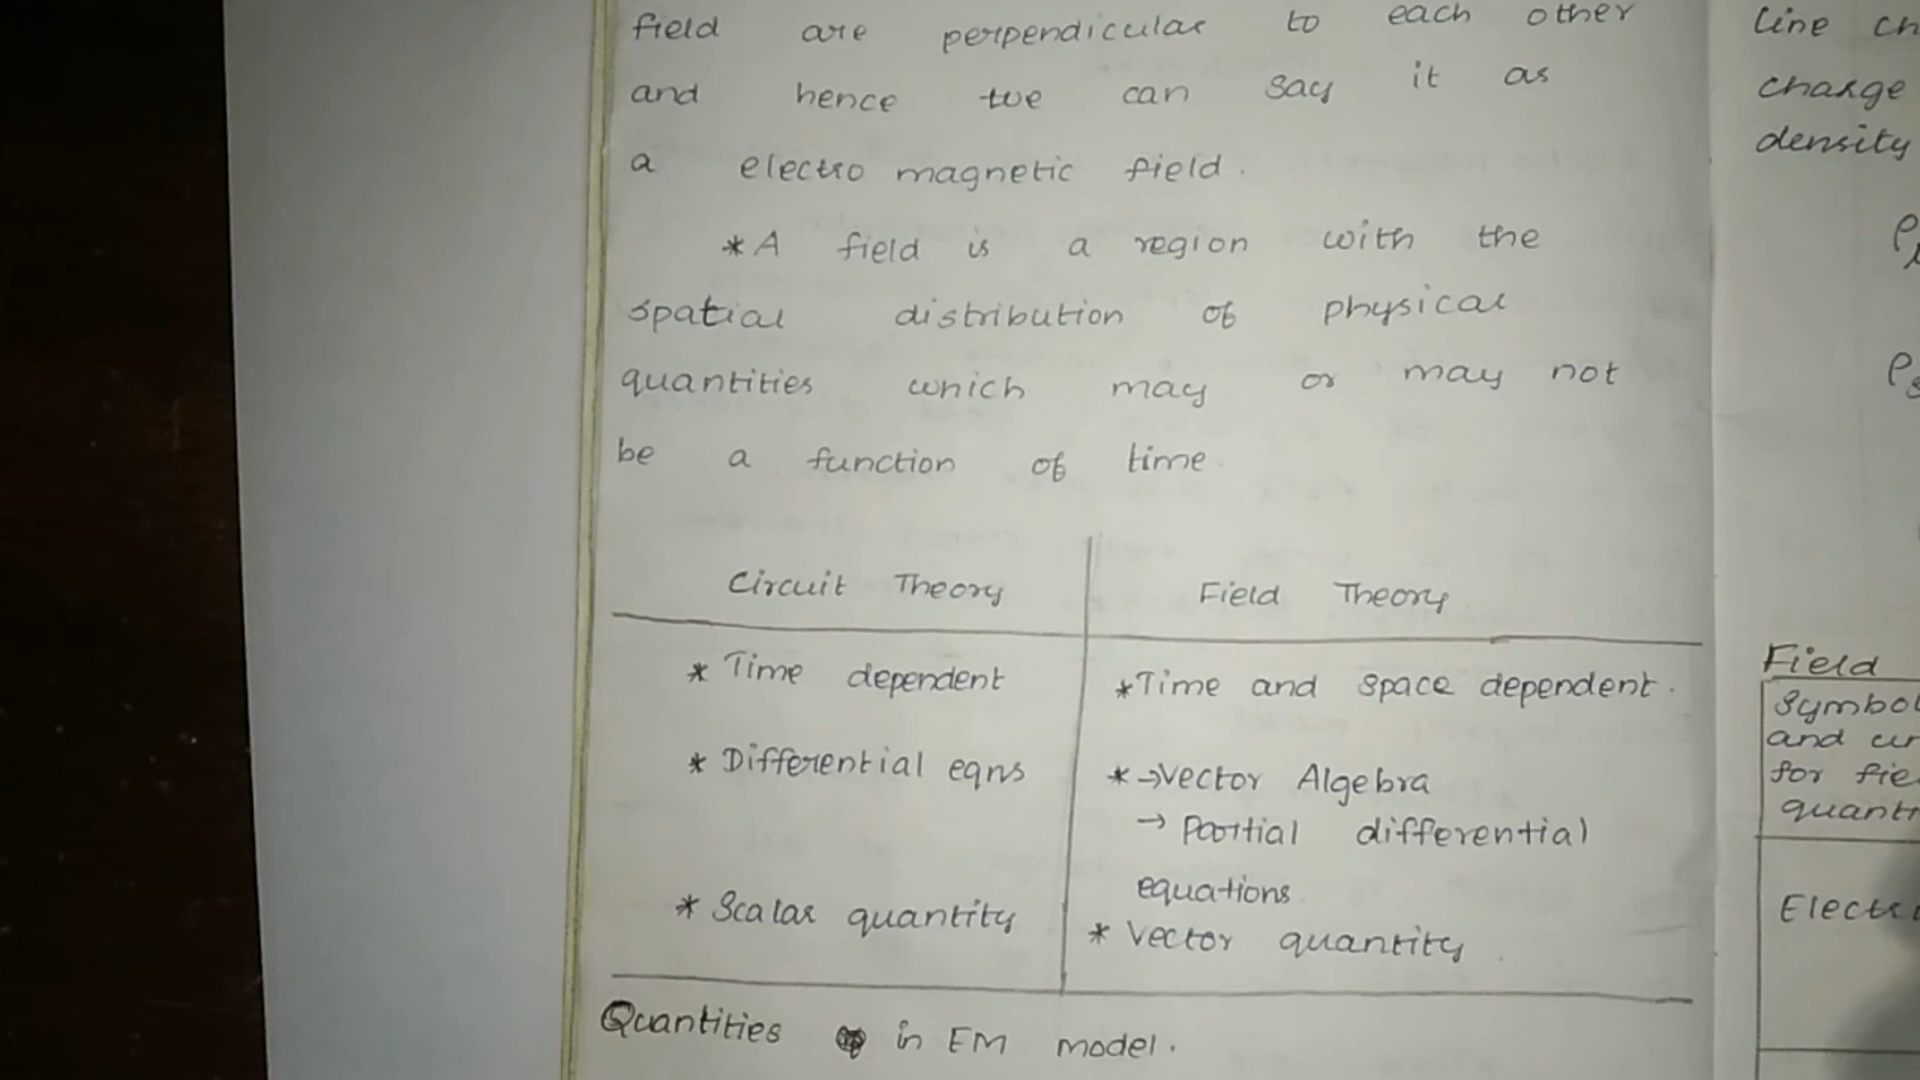 field are perpendicular to each other
and hence we can say it as
a electro magnetic field.
* A field is a region with the
spatial distribution of physical
quantities which may or may not
be a function of time.
Circuit Theory Field Theory
* Time dependent * Time and space dependent.
* Differential eqns * → Vector Algebra
→ Partial differential
equations
* Scalar quantity * Vector quantity.
Quantities in EM model.
line
charge
density
Field
and
for
Symbol